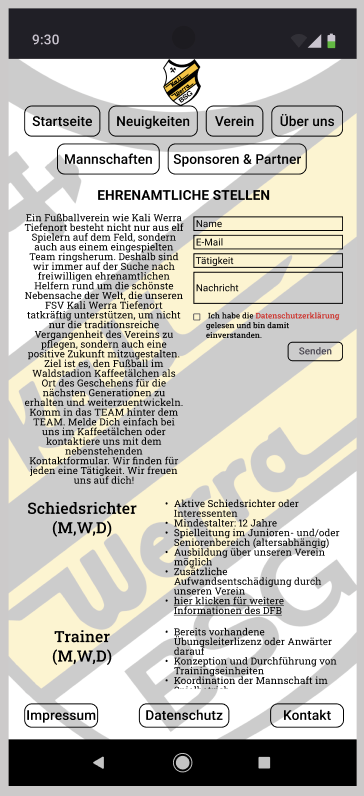 9:30
Kali
Werra
BSG
Startseite
Neuigkeiten
Verein
Über uns
Mannschaften
Sponsoren & Partner
EHRENAMTLICHE STELLEN
Ein Fußballverein wie Kali Werra
Tiefenort besteht nicht nur aus elf
Spielern auf dem Feld, sondern
auch aus einem eingespielten
Team ringsherum. Deshalb sind
wir immer auf der Suche nach
freiwilligen ehrenamtlichen
Helfern rund um die schönste
Nebensache der Welt, die unseren
FSV Kali Werra Tiefenort
tatkräftig unterstützen, um nicht
nur die traditionsreiche
Vergangenheit des Vereins zu
pflegen, sondern auch eine
positive Zukunft mitzugestalten.
Ziel ist es, den Fußball im
Waldstadion Kaffeetälchen als
Ort des Geschehens für die
nächsten Generationen zu
erhalten und weiterzuentwickeln.
Komm in das TEAM hinter dem
TEAM. Melde Dich einfach bei
uns im Kaffeetälchen oder
kontaktiere uns mit dem
nebenstehenden
Kontaktformular. Wir finden für
jeden eine Tätigkeit. Wir freuen
uns auf dich!
Name
E-Mail
Tätigkeit
Nachricht
Ich habe die Datenschutzerklärung
gelesen und bin damit
einverstanden.
Senden
Schiedsrichter
(M,W,D)
• Aktive Schiedsrichter oder
Interessenten
• Mindestalter: 12 Jahre
• Spielleitung im Junioren- und/oder
Seniorenbereich (altersabhängig)
• Ausbildung über unseren Verein
möglich
• Zusätzliche
Aufwandsentschädigung durch
unseren Verein
• hier klicken für weitere
Informationen des DFB
Trainer
(M,W,D)
• Bereits vorhandene
Übungsleiterlizenz oder Anwärter
darauf
• Konzeption und Durchführung von
Trainingseinheiten
• Koordination der Mannschaft im
Werra
BSG
Impressum
Datenschutz
Kontakt